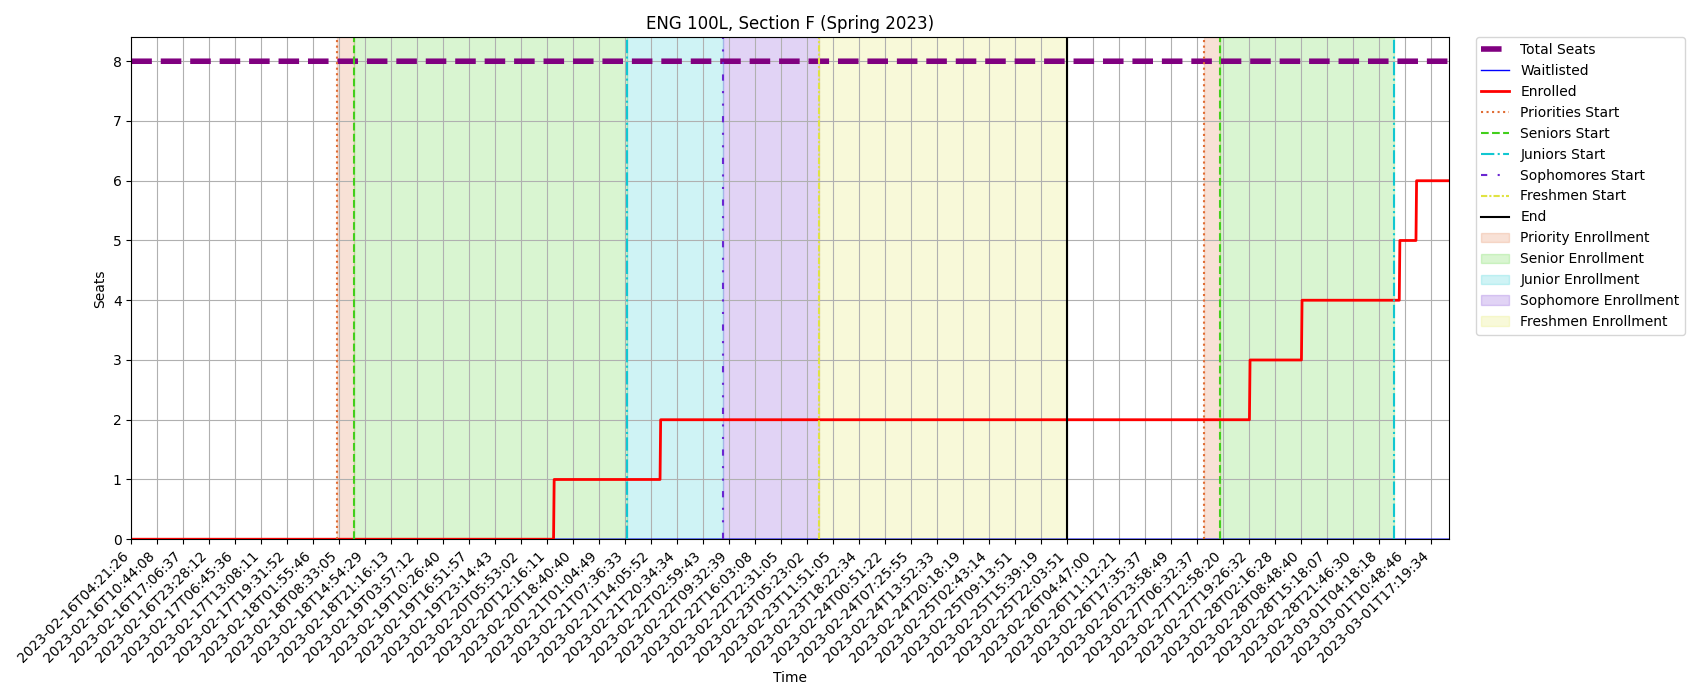 ENG 100L, Section F (Spring 2023)
Seats
8
7
6
5
4
3
2
1
0
2023-02-16T04:21:26
2023-02-16T10:44:08
2023-02-16T17:06:37
2023-02-16T23:28:12
2023-02-17T06:45:36
2023-02-17T13:08:11
2023-02-17T19:31:52
2023-02-18T01:55:46
2023-02-18T08:33:05
2023-02-18T14:54:29
2023-02-18T21:16:13
2023-02-19T03:57:12
2023-02-19T10:26:40
2023-02-19T16:51:57
2023-02-19T23:14:43
2023-02-20T05:53:02
2023-02-20T12:16:11
2023-02-20T18:40:40
2023-02-21T01:04:49
2023-02-21T07:36:33
2023-02-21T14:05:52
2023-02-21T20:34:34
2023-02-22T02:59:43
2023-02-22T09:32:39
2023-02-22T16:03:08
2023-02-22T22:31:05
2023-02-23T05:23:02
2023-02-23T11:51:05
2023-02-23T18:22:34
2023-02-24T00:51:22
2023-02-24T07:25:55
2023-02-24T13:52:33
2023-02-24T20:18:19
2023-02-25T02:43:14
2023-02-25T09:13:51
2023-02-25T15:39:19
2023-02-25T22:03:51
2023-02-26T04:47:00
2023-02-26T11:12:21
2023-02-26T17:35:37
2023-02-26T23:58:49
2023-02-27T06:32:37
2023-02-27T12:58:20
2023-02-27T19:26:32
2023-02-28T02:16:28
2023-02-28T08:48:40
2023-02-28T15:18:07
2023-02-28T21:46:30
2023-03-01T04:18:18
2023-03-01T10:48:46
2023-03-01T17:19:34
Time
Total Seats
Waitlisted
Enrolled
Priorities Start
Seniors Start
Juniors Start
Sophomores Start
Freshmen Start
End
Priority Enrollment
Senior Enrollment
Junior Enrollment
Sophomore Enrollment
Freshmen Enrollment